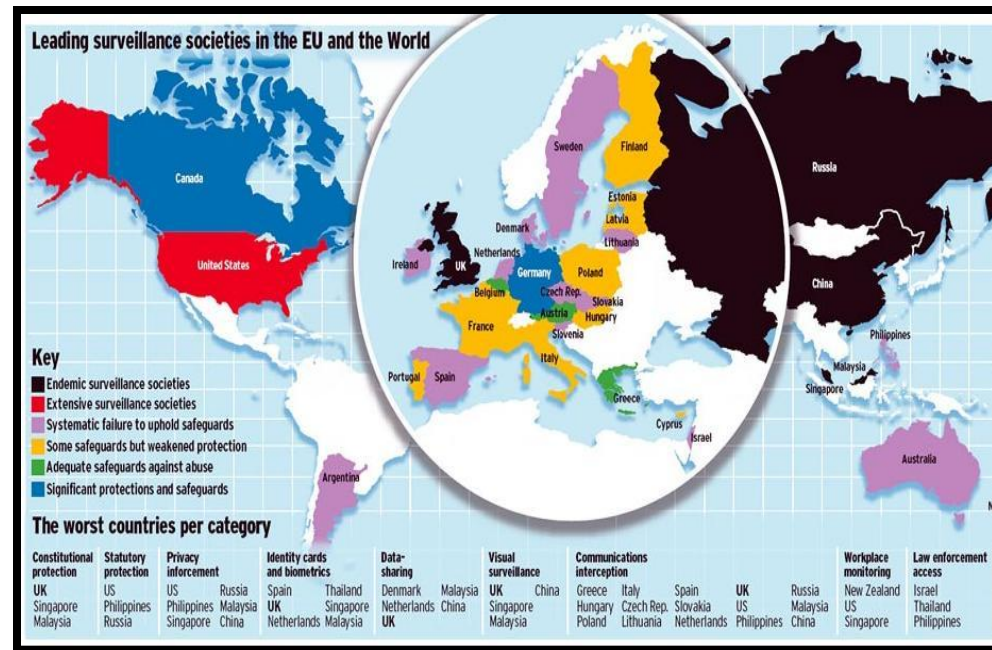 Leading surveillance societies in the EU and the World
Canada
United States
Argentina
Sweden
Finland
Estonia
Latvia
Lithuania
Denmark
Netherlands
Ireland
UK
Germany
Poland
Belgium
Czech Rep.
Slovakia
Austria
Hungary
France
Slovenia
Italy
Portugal
Spain
Greece
Cyprus
Israel
Russia
China
Philippines
Malaysia
Singapore
Australia
N
Key
Endemic surveillance societies
Extensive surveillance societies
Systematic failure to uphold safeguards
Some safeguards but weakened protection
Adequate safeguards against abuse
Significant protections and safeguards
The worst countries per category
Constitutional
protection
UK
Singapore
Malaysia
Statutory
protection
US
Philippines
Russia
Privacy
inforcement
US Russia
Philippines Malaysia
Singapore China
Identity cards
and biometrics
Spain Thailand
UK Singapore
Netherlands Malaysia
Data-
sharing
Denmark Malaysia
Netherlands China
UK
Visual
surveillance
UK China
Singapore
Malaysia
Communications
interception
Greece Italy Spain UK Russia
Hungary Czech Rep. Slovakia US Malaysia
Poland Lithuania Netherlands Philippines China
Workplace
monitoring
New Zealand
US
Singapore
Law enforcement
access
Israel
Thailand
Philippines